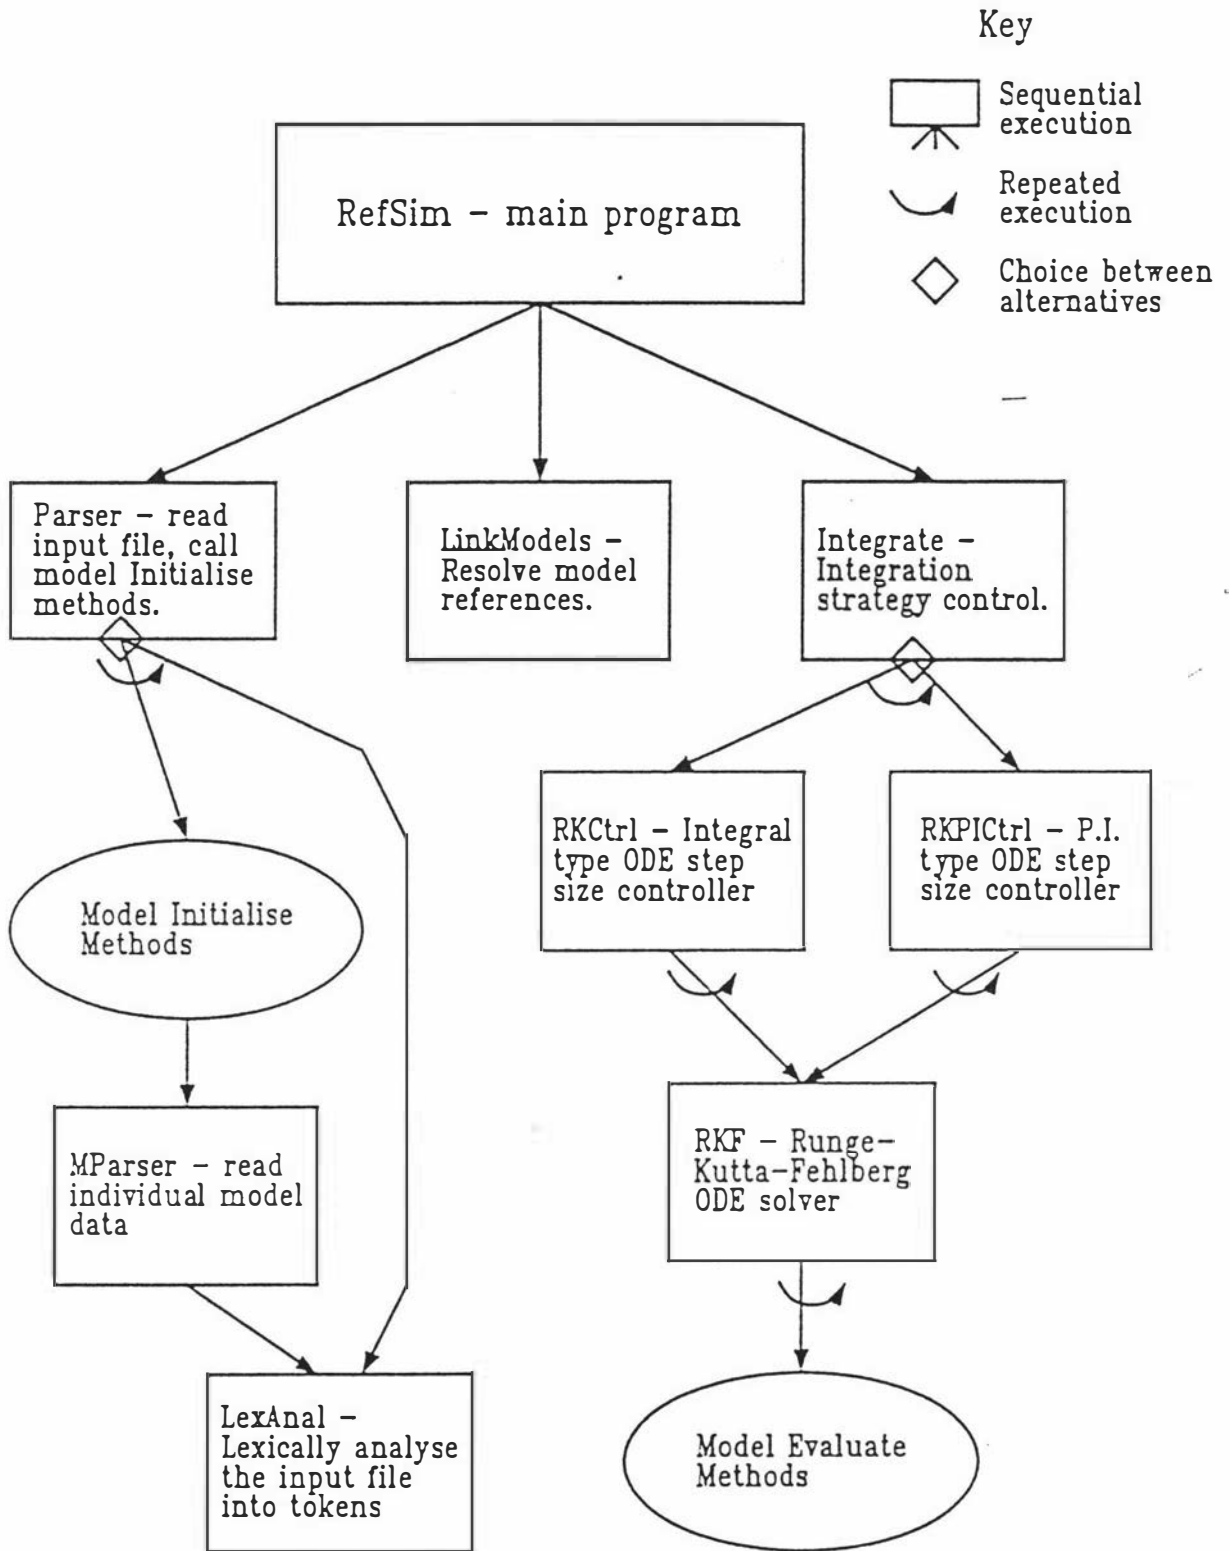 Key
Sequential
execution
Repeated
execution
Choice between
alternatives
RefSim – main program
Parser – read
input file, call
model Initialise
methods.
LinkModels –
Resolve model
references.
Integrate –
Integration
strategy control.
RKCtrl – Integral
type ODE step
size controller
RKPICtrl – P.I.
type ODE step
size controller
Model Initialise
Methods
MParser – read
individual model
data
RKF – Runge–
Kutta–Fehlberg
ODE solver
LexAnal –
Lexically analyse
the input file
into tokens
Model Evaluate
Methods